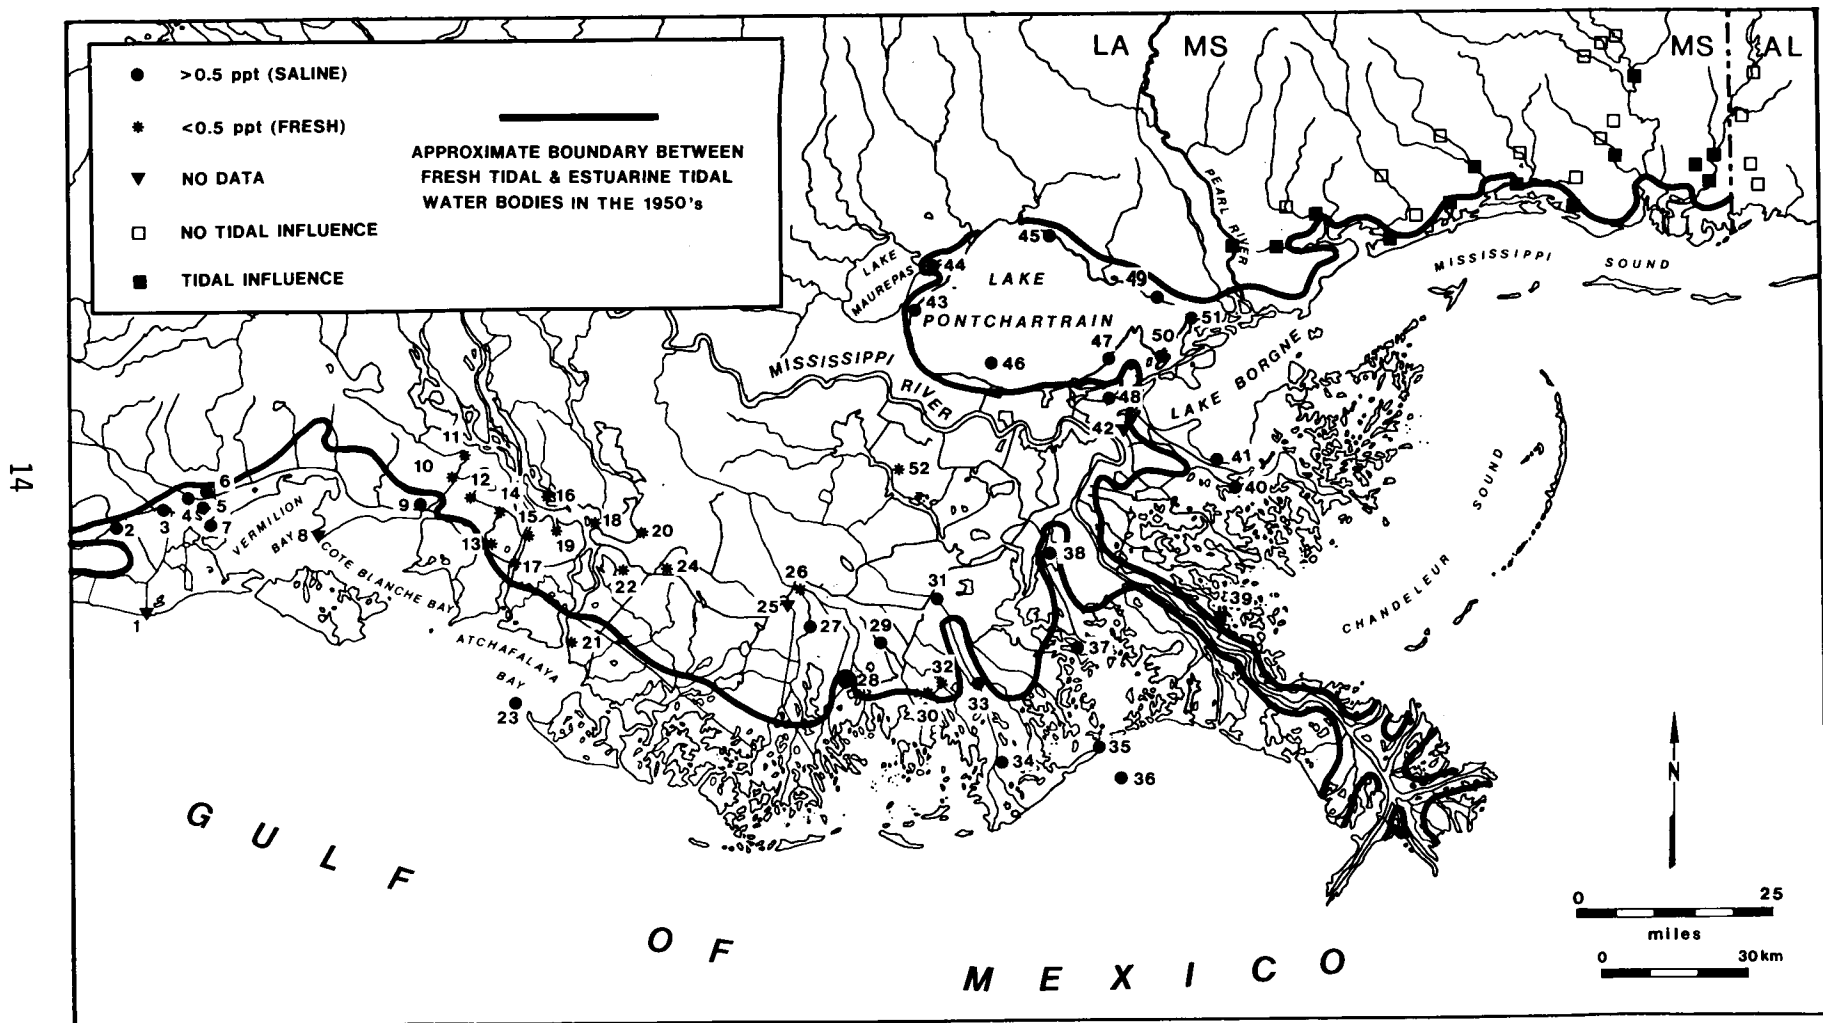 LA MS MS AL
>0.5 ppt (SALINE)
<0.5 ppt (FRESH)
NO DATA
NO TIDAL INFLUENCE
TIDAL INFLUENCE
APPROXIMATE BOUNDARY BETWEEN
FRESH TIDAL & ESTUARINE TIDAL
WATER BODIES IN THE 1950's
PEARL RIVER
MISSISSIPPI SOUND
LAKE
MAUREPAS
LAKE
PONTCHARTRAIN
45
44
43
49
51
50
47
46
MISSISSIPPI
RIVER
LAKE BORGNE
48
42
41
40
52
CHANDELEUR SOUND
14
11
10
12
14
16
6
5
4
3
2
7
9
8
1
VERMILION
BAY
COTE BLANCHE BAY
15
18
20
13
19
17
22
24
21
ATCHAFALAYA
BAY
23
26
25
27
29
31
28
32
30
33
38
39
37
34
35
36
N
0 25
miles
0 30 km
GULF
OF
MEXICO